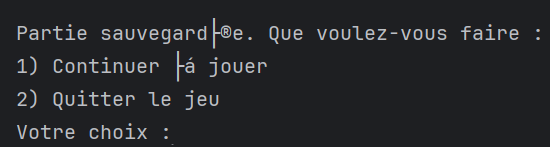 Partie sauvegard├®e. Que voulez-vous faire :
1) Continuer ├á jouer
2) Quitter le jeu
Votre choix :